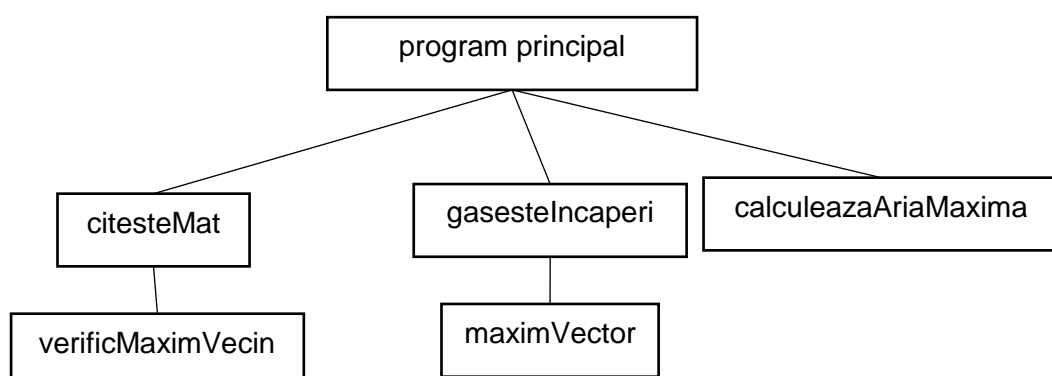 program principal
citesteMat
gasesteIncaperi
calculeazaAriaMaxima
verificMaximVecin
maximVector